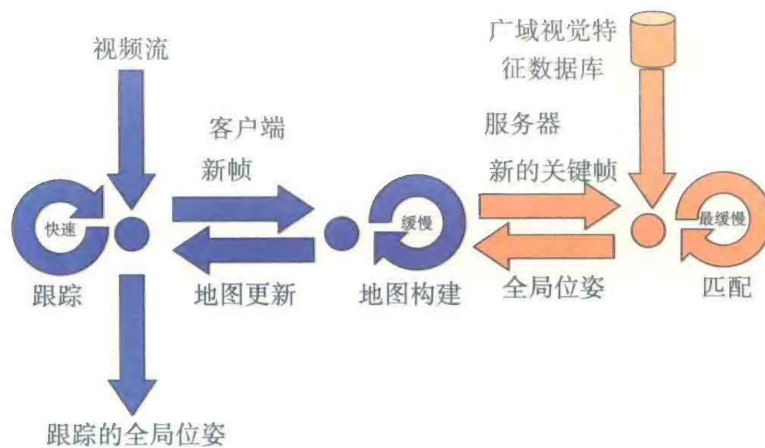 视频流
广域视觉特
征数据库
客户端
服务器
新帧
新的关键帧
快速
缓慢
最缓慢
跟踪
地图更新
地图构建
全局位姿
匹配
跟踪的全局位姿